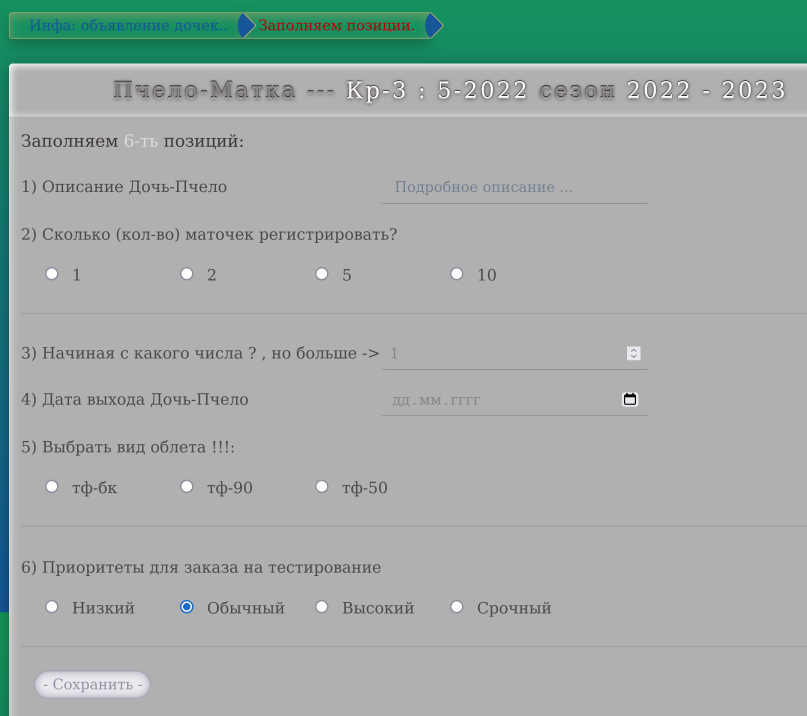 Инфа: объявление дочек.. Заполняем позиции.
Пчело-Матка --- Кр-3 : 5-2022 сезон 2022 - 2023
Заполняем 6-ть позиций:
1) Описание Дочь-Пчело Подробное описание ...
2) Сколько (кол-во) маточек регистрировать?
1 2 5 10
3) Начиная с какого числа ? , но больше -> 1
4) Дата выхода Дочь-Пчело дд.мм.гггг
5) Выбрать вид облета !!!:
тф-бк тф-90 тф-50
6) Приоритеты для заказа на тестирование
Низкий Обычный Высокий Срочный
- Сохранить -